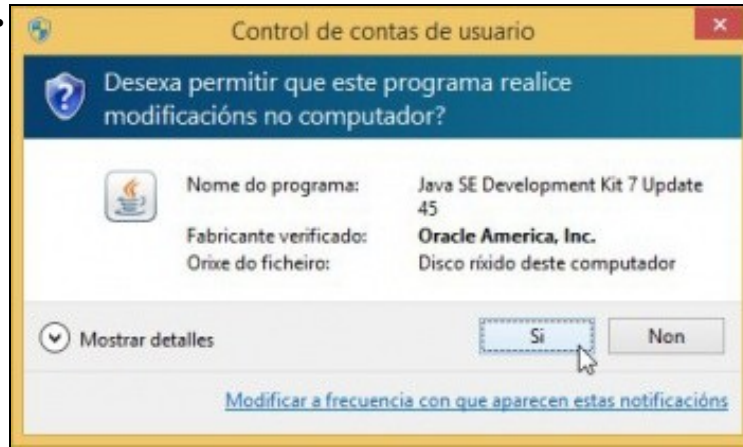 Control de contas de usuario
Desexa permitir que este programa realice
modificacións no computador?
Nome do programa: Java SE Development Kit 7 Update
45
Fabricante verificado: Oracle America, Inc.
Orixe do ficheiro: Disco ríxido deste computador
Mostrar detalles Si Non
Modificar a frecuencia con que aparecen estas notificacións